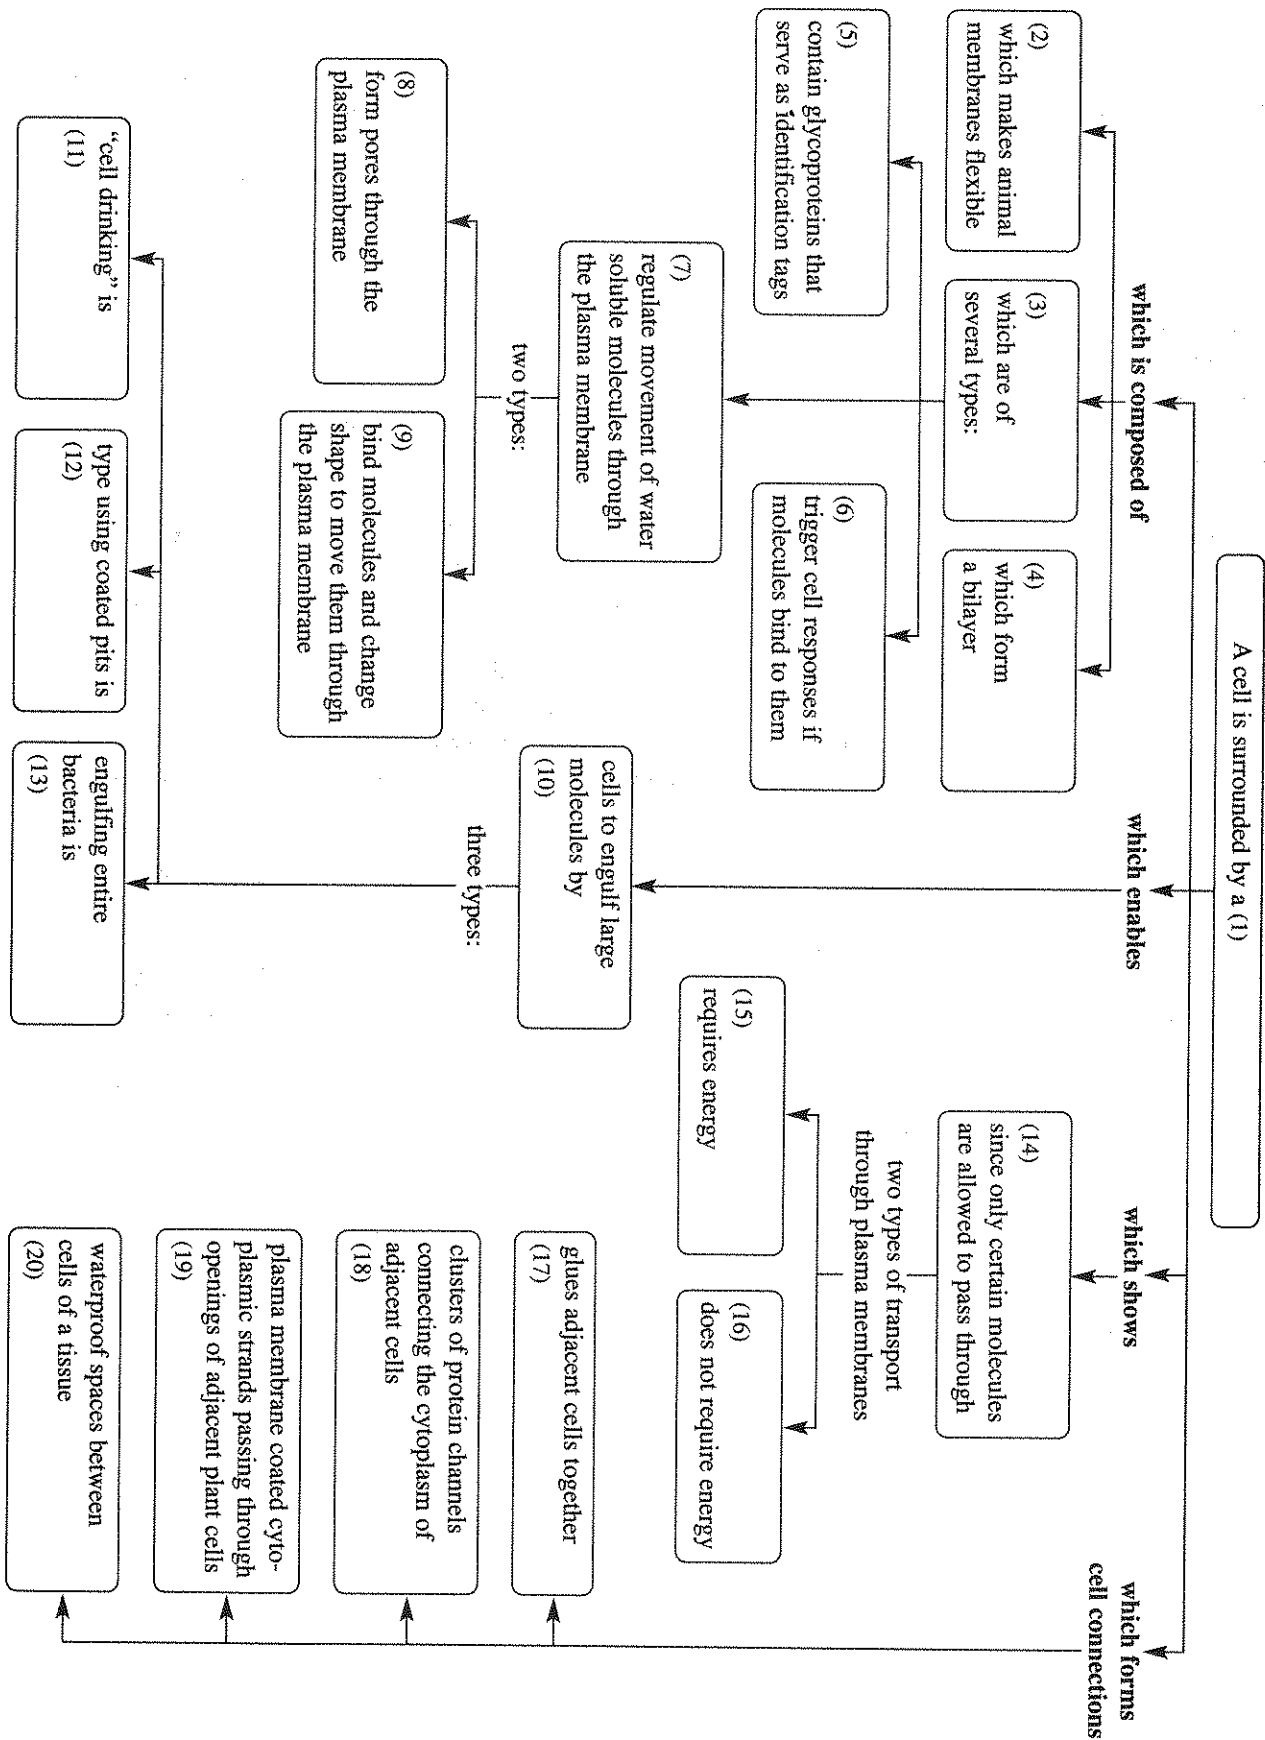 A cell is surrounded by a (1)
which is composed of
(2)
which makes animal
membranes flexible
(3)
which are of
several types:
(4)
which form
a bilayer
(5)
contain glycoproteins that
serve as identification tags
(6)
trigger cell responses if
molecules bind to them
(7)
regulate movement of water
soluble molecules through
the plasma membrane
two types:
(8)
form pores through the
plasma membrane
(9)
bind molecules and change
shape to move them through
the plasma membrane
which enables
cells to engulf large
molecules by
(10)
three types:
“cell drinking” is
(11)
type using coated pits is
(12)
engulfing entire
bacteria is
(13)
which shows
(14)
since only certain molecules
are allowed to pass through
two types of transport
through plasma membranes
(15)
requires energy
(16)
does not require energy
which forms
cell connections
glues adjacent cells together
(17)
clusters of protein channels
connecting the cytoplasm of
adjacent cells
(18)
plasma membrane coated cyto-
plasmic strands passing through
openings of adjacent plant cells
(19)
waterproof spaces between
cells of a tissue
(20)